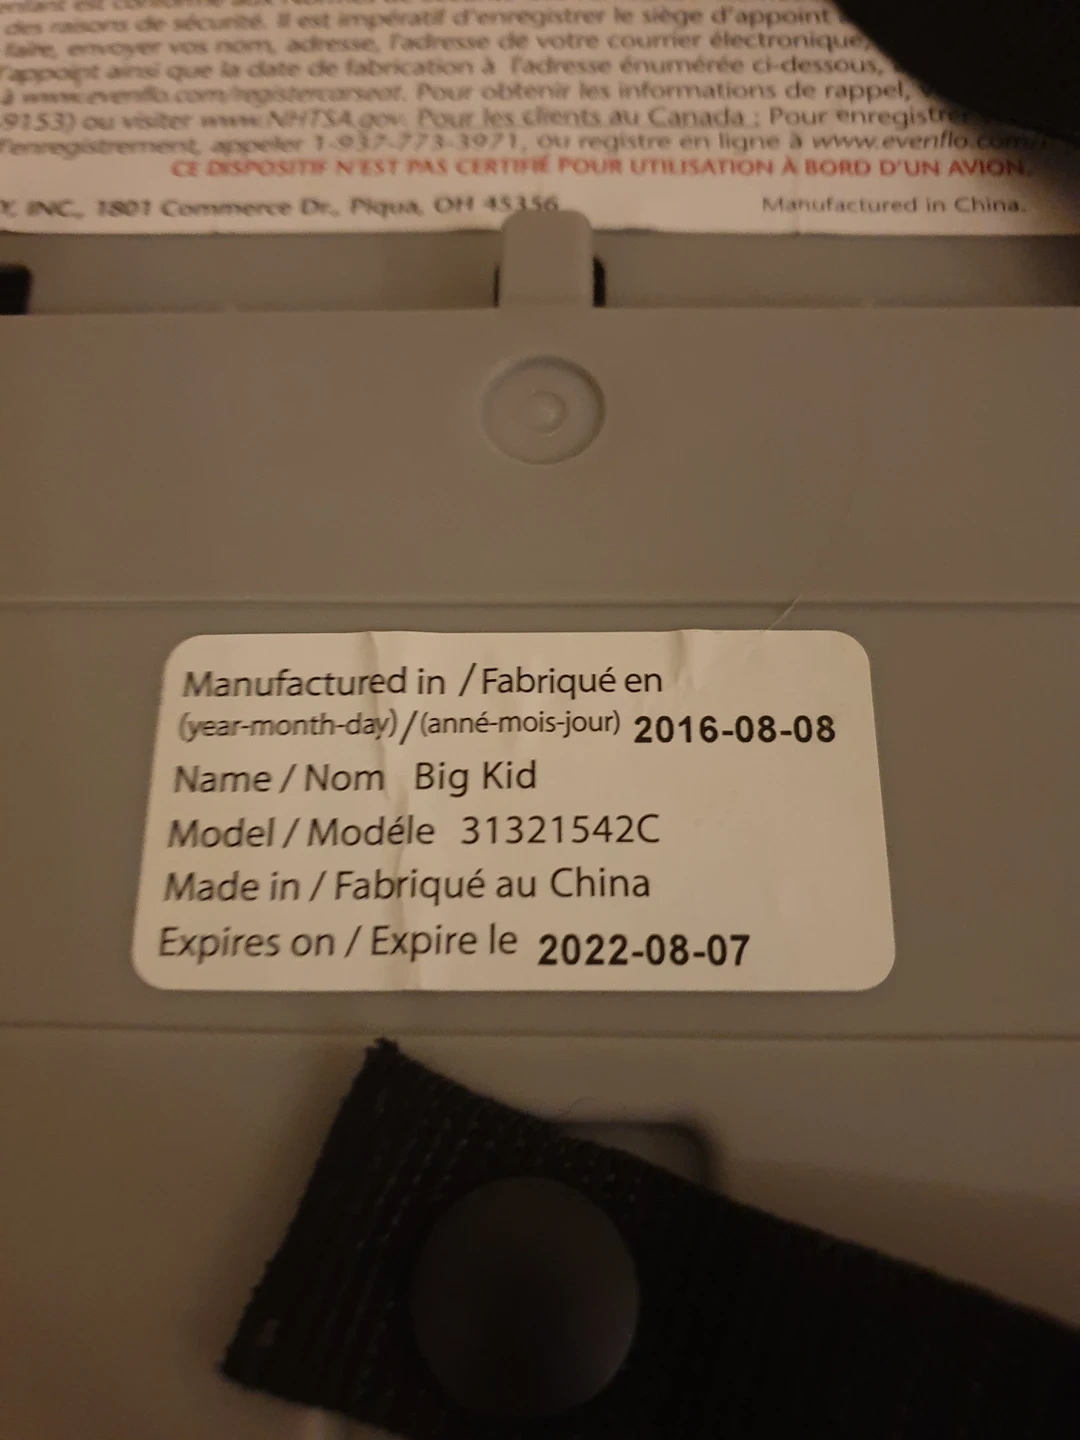 des raisons de sécurité. Il est impératif d'enregistrer le siège d'appoint
faire, envoyer vos nom, adresse, l'adresse de votre courrier électronique,
l'appoint ainsi que la date de fabrication à l'adresse énumérée ci-dessous,
à www.evenflo.com/registercarseat. Pour obtenir les informations de rappel,
-9153) ou visiter www.NHTSA.gov. Pour les clients au Canada : Pour enregistrer
l'enregistrement, appeler 1-937-773-3971, ou registre en ligne à www.evenflo.com/
CE DISPOSITIF N'EST PAS CERTIFIÉ POUR UTILISATION À BORD D'UN AVION.
Y, INC., 1801 Commerce Dr., Piqua, OH 45356 Manufactured in China.
Manufactured in / Fabriqué en
(year-month-day) / (anné-mois-jour) 2016-08-08
Name / Nom Big Kid
Model / Modéle 31321542C
Made in / Fabriqué au China
Expires on / Expire le 2022-08-07